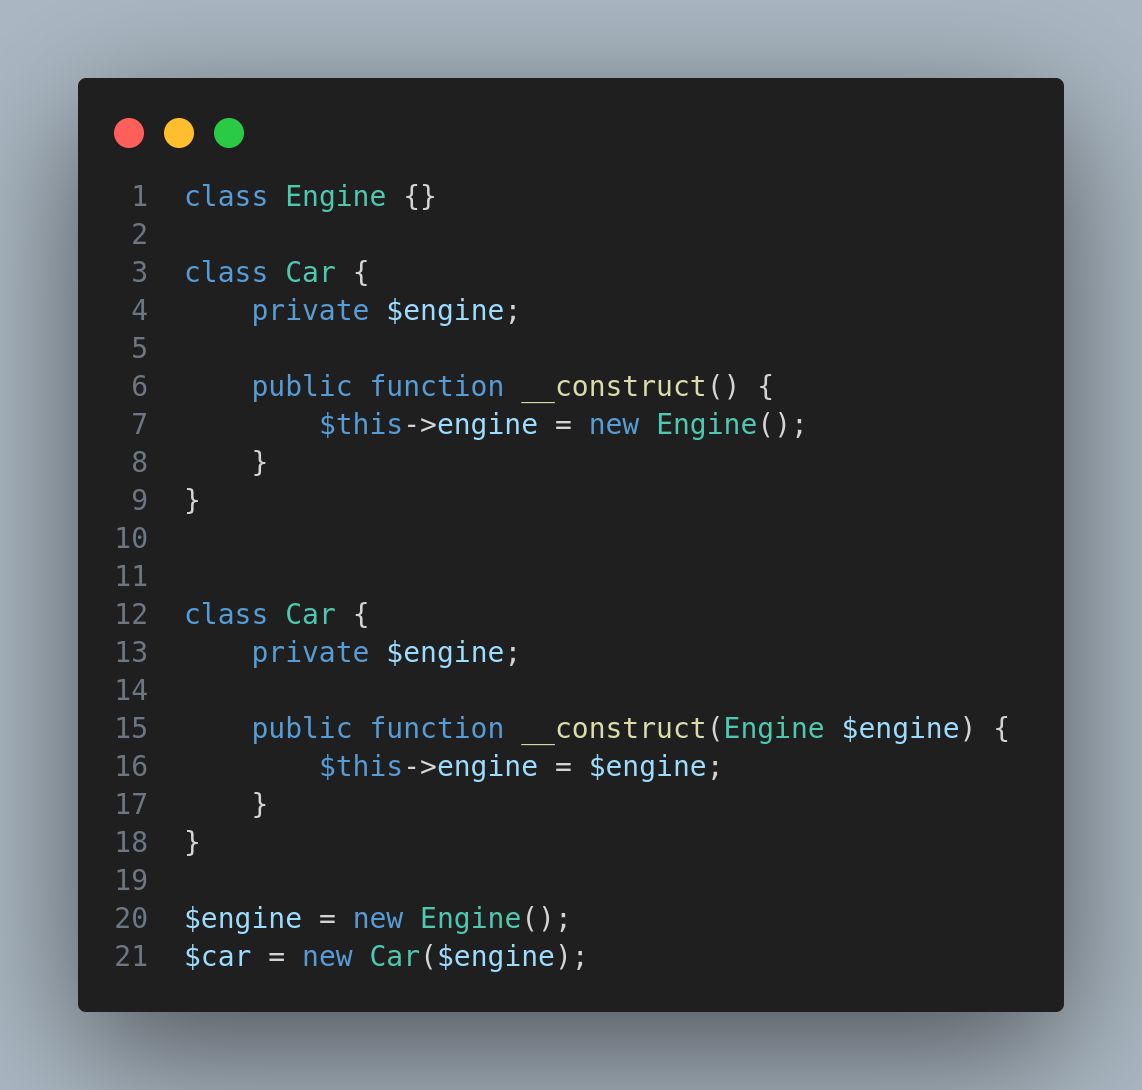 1 class Engine {}
2
3 class Car {
4     private $engine;
5
6     public function __construct() {
7         $this->engine = new Engine();
8     }
9 }
10
11
12 class Car {
13     private $engine;
14
15     public function __construct(Engine $engine) {
16         $this->engine = $engine;
17     }
18 }
19
20 $engine = new Engine();
21 $car = new Car($engine);